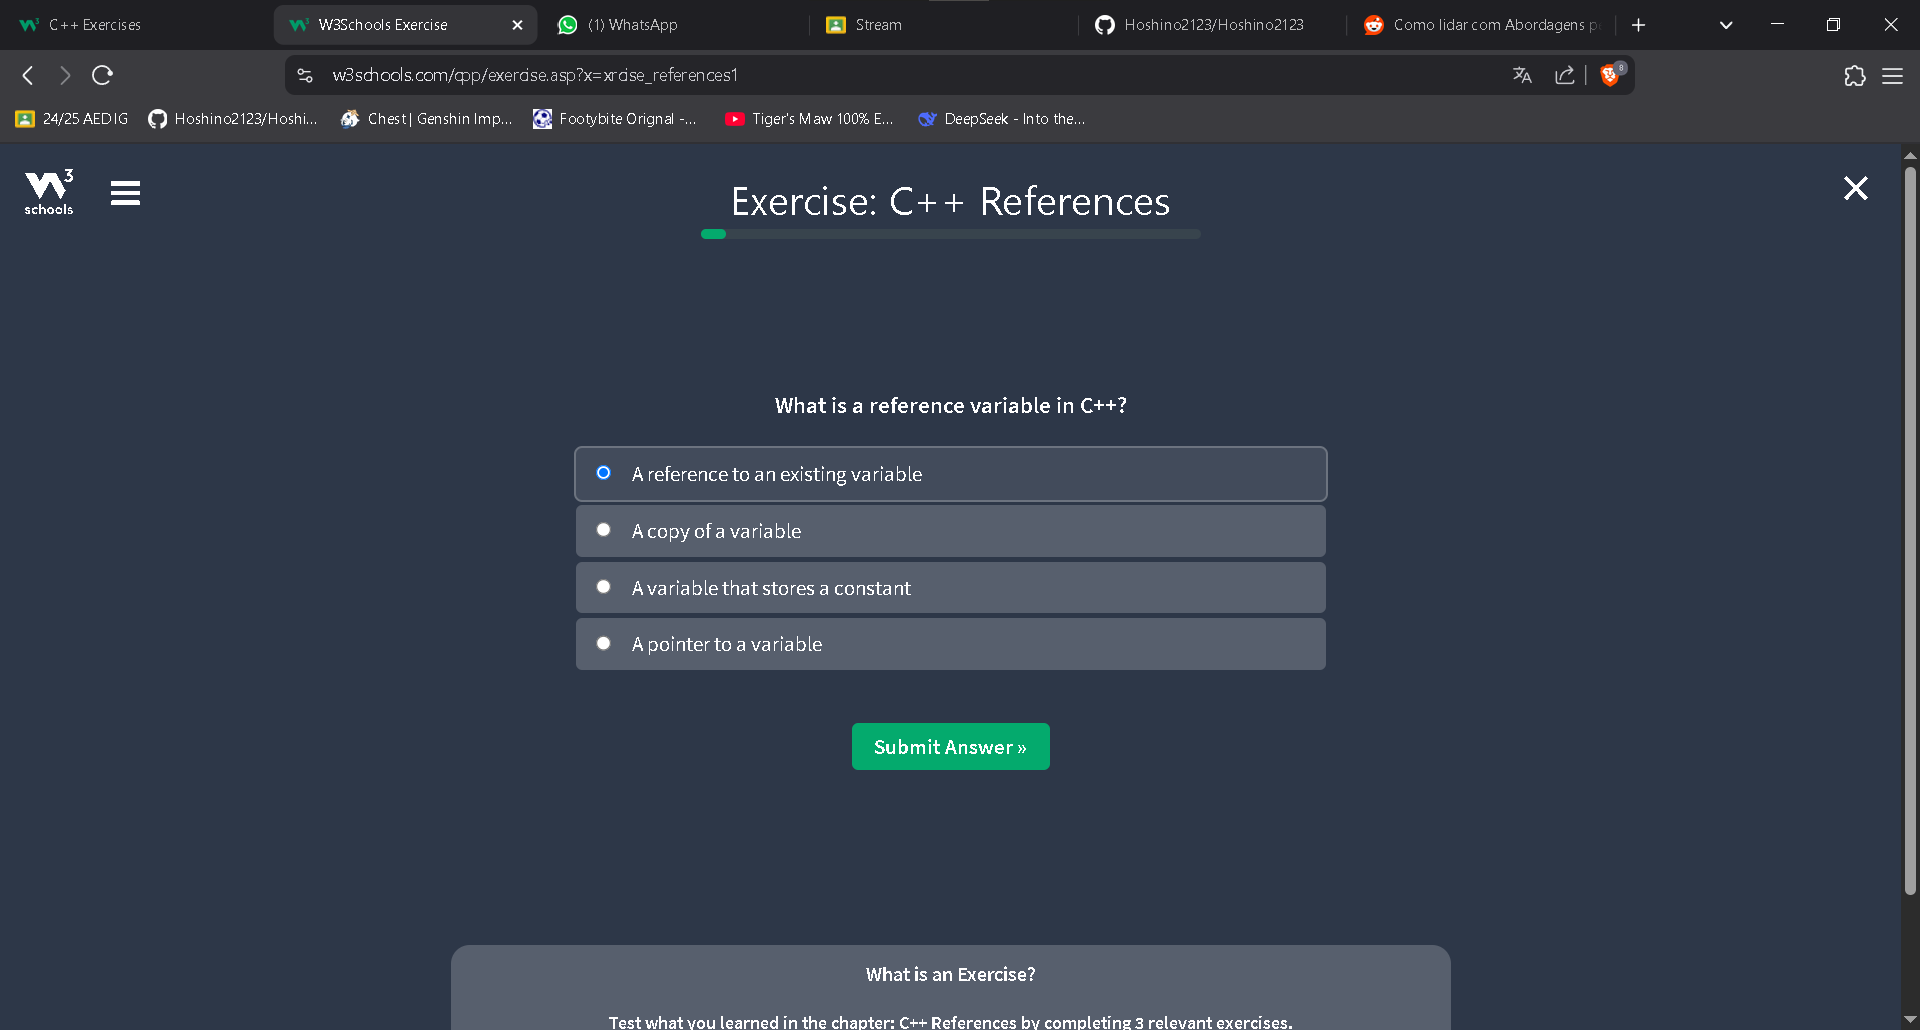 C++ Exercises
W3Schools Exercise
(1) WhatsApp
Stream
Hoshino2123/Hoshino2123
Como lidar com Abordagens pe
w3schools.com/cpp/exercise.asp?x=xrcise_references1
24/25 AEDIG
Hoshino2123/Hoshi...
Chest | Genshin Imp...
Footybite Orignal -...
Tiger's Maw 100% E...
DeepSeek - Into the...
w3 schools
Exercise: C++ References
What is a reference variable in C++?
A reference to an existing variable
A copy of a variable
A variable that stores a constant
A pointer to a variable
Submit Answer »
What is an Exercise?
Test what you learned in the chapter: C++ References by completing 3 relevant exercises.